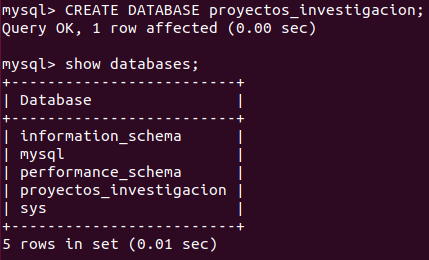 mysql> CREATE DATABASE proyectos_investigacion;
Query OK, 1 row affected (0.00 sec)

mysql> show databases;
+-------------------------+
| Database                |
+-------------------------+
| information_schema      |
| mysql                   |
| performance_schema      |
| proyectos_investigacion |
| sys                     |
+-------------------------+
5 rows in set (0.01 sec)